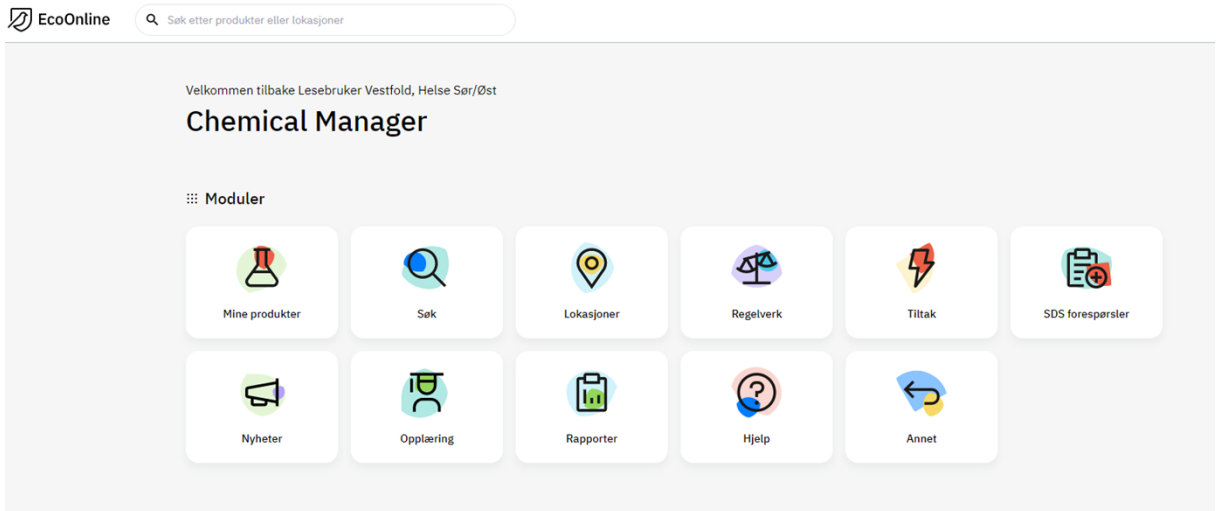 EcoOnline
Søk etter produkter eller lokasjoner
Velkommen tilbake Lesebruker Vestfold, Helse Sør/Øst
Chemical Manager
Moduler
Mine produkter
Søk
Lokasjoner
Regelverk
Tiltak
SDS forespørsler
Nyheter
Opplæring
Rapporter
Hjelp
Annet